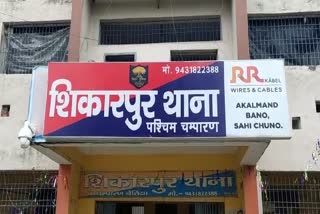 मो. 9431822388
शिकारपुर थाना
पश्चिम चम्पारण
RR KABEL
WIRES & CABLES
AKALMAND
BANO,
SAHI CHUNO.
शिकारपुर थाना